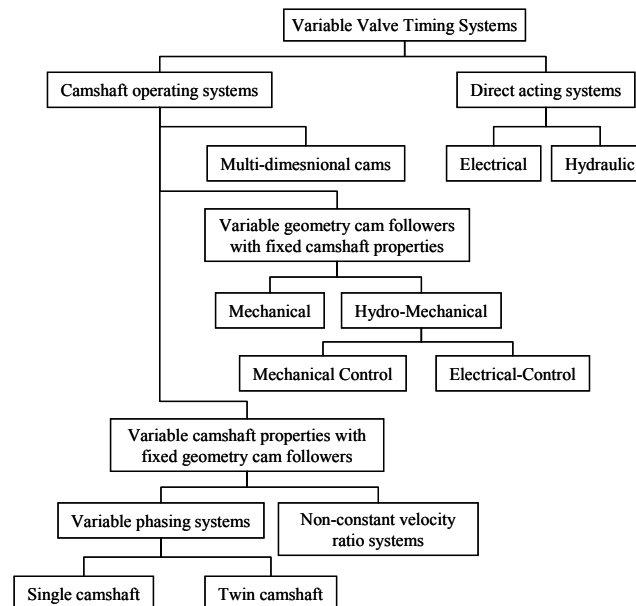 Variable Valve Timing Systems
Camshaft operating systems
Direct acting systems
Multi-dimesnional cams
Electrical
Hydraulic
Variable geometry cam followers
with fixed camshaft properties
Mechanical
Hydro-Mechanical
Mechanical Control
Electrical-Control
Variable camshaft properties with
fixed geometry cam followers
Variable phasing systems
Non-constant velocity
ratio systems
Single camshaft
Twin camshaft